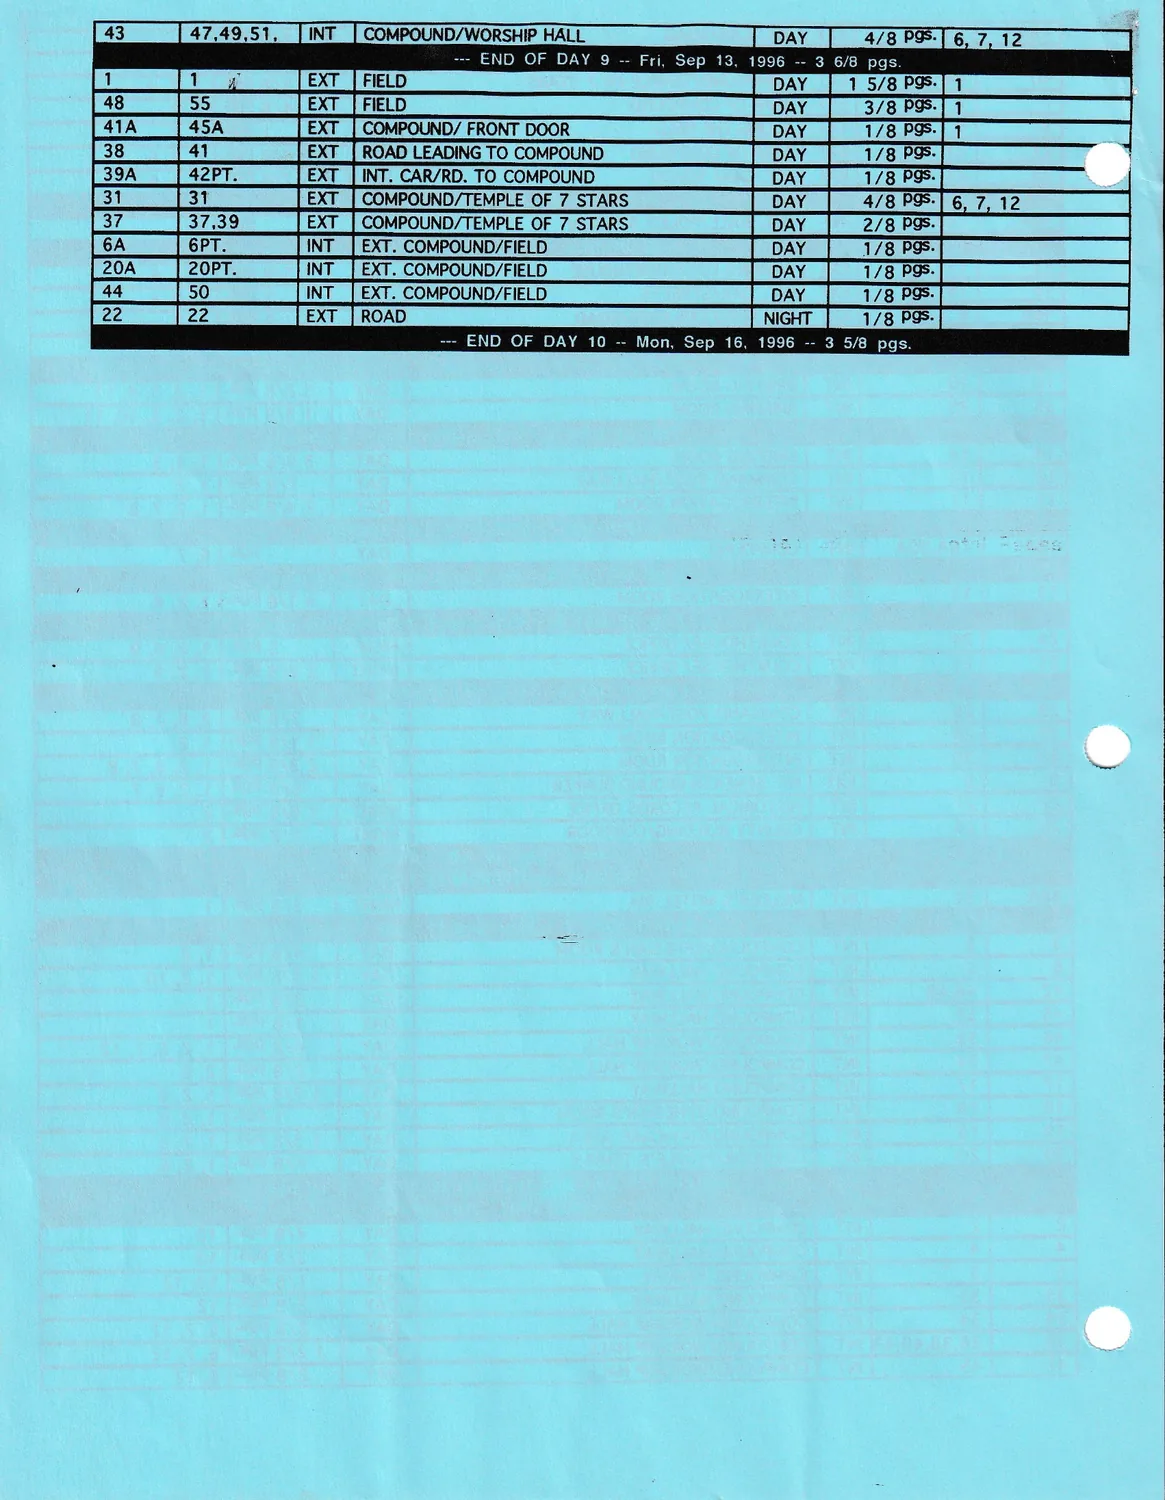 43 47,49,51, INT COMPOUND/WORSHIP HALL DAY 4/8 pgs. 6, 7, 12
--- END OF DAY 9 -- Fri, Sep 13, 1996 -- 3 6/8 pgs.
1 1 EXT FIELD DAY 1 5/8 pgs. 1
48 55 EXT FIELD DAY 3/8 pgs. 1
41A 45A EXT COMPOUND/ FRONT DOOR DAY 1/8 pgs. 1
38 41 EXT ROAD LEADING TO COMPOUND DAY 1/8 pgs.
39A 42PT. EXT INT. CAR/RD. TO COMPOUND DAY 1/8 pgs.
31 31 EXT COMPOUND/TEMPLE OF 7 STARS DAY 4/8 pgs. 6, 7, 12
37 37,39 EXT COMPOUND/TEMPLE OF 7 STARS DAY 2/8 pgs.
6A 6PT. INT EXT. COMPOUND/FIELD DAY 1/8 pgs.
20A 20PT. INT EXT. COMPOUND/FIELD DAY 1/8 pgs.
44 50 INT EXT. COMPOUND/FIELD DAY 1/8 pgs.
22 22 EXT ROAD NIGHT 1/8 pgs.
--- END OF DAY 10 -- Mon, Sep 16, 1996 -- 3 5/8 pgs.